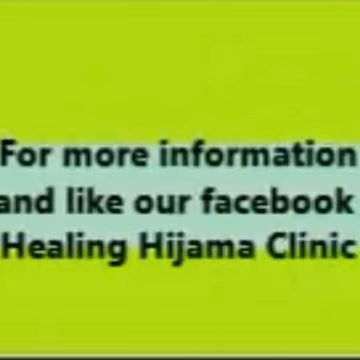 For more information
and like our facebook
Healing Hijama Clinic